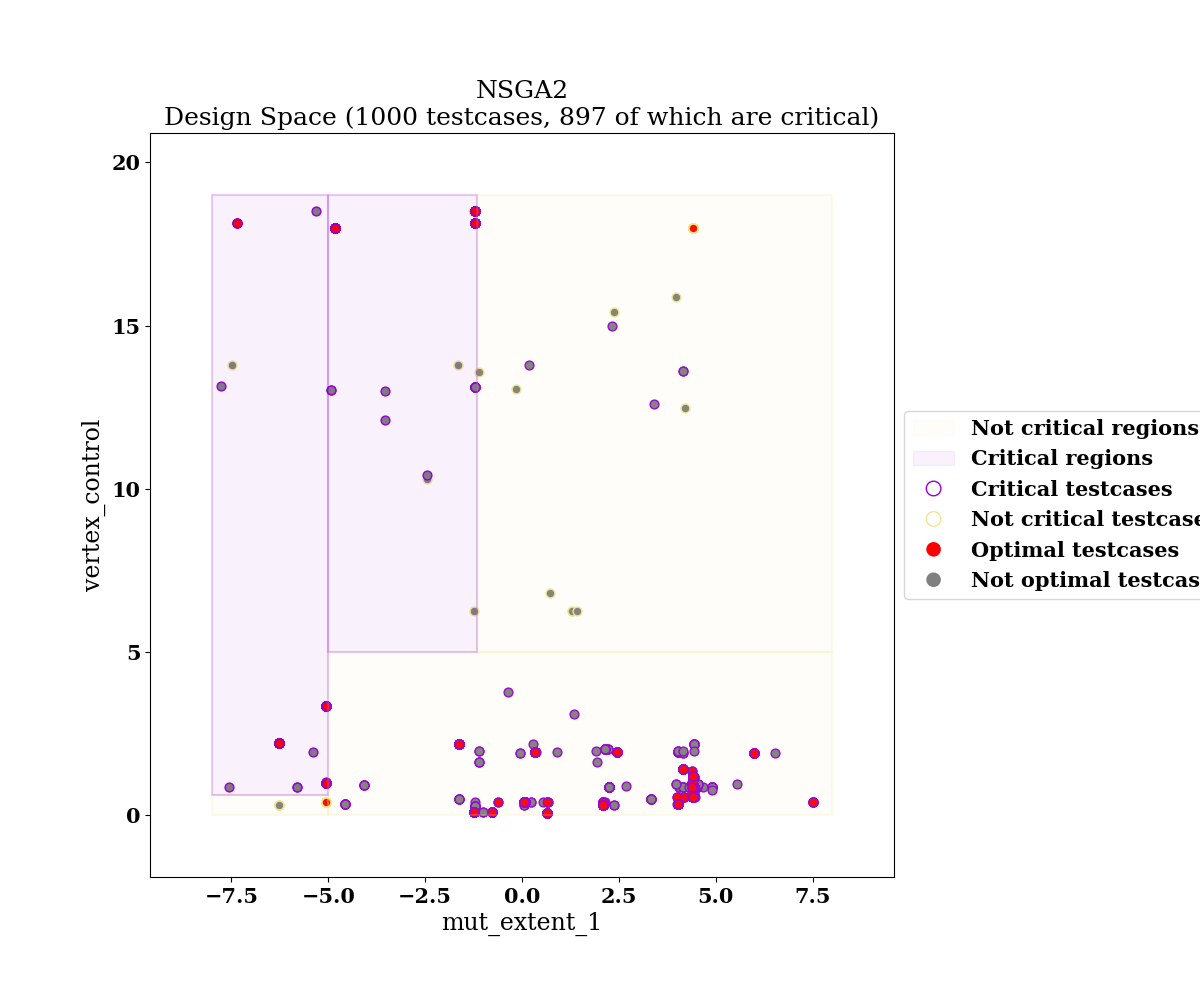 NSGA2
Design Space (1000 testcases, 897 of which are critical)
20
15
10
5
0
vertex_control
−7.5 −5.0 −2.5 0.0 2.5 5.0 7.5
mut_extent_1
Not critical regions
Critical regions
Critical testcases
Not critical testcase
Optimal testcases
Not optimal testcas